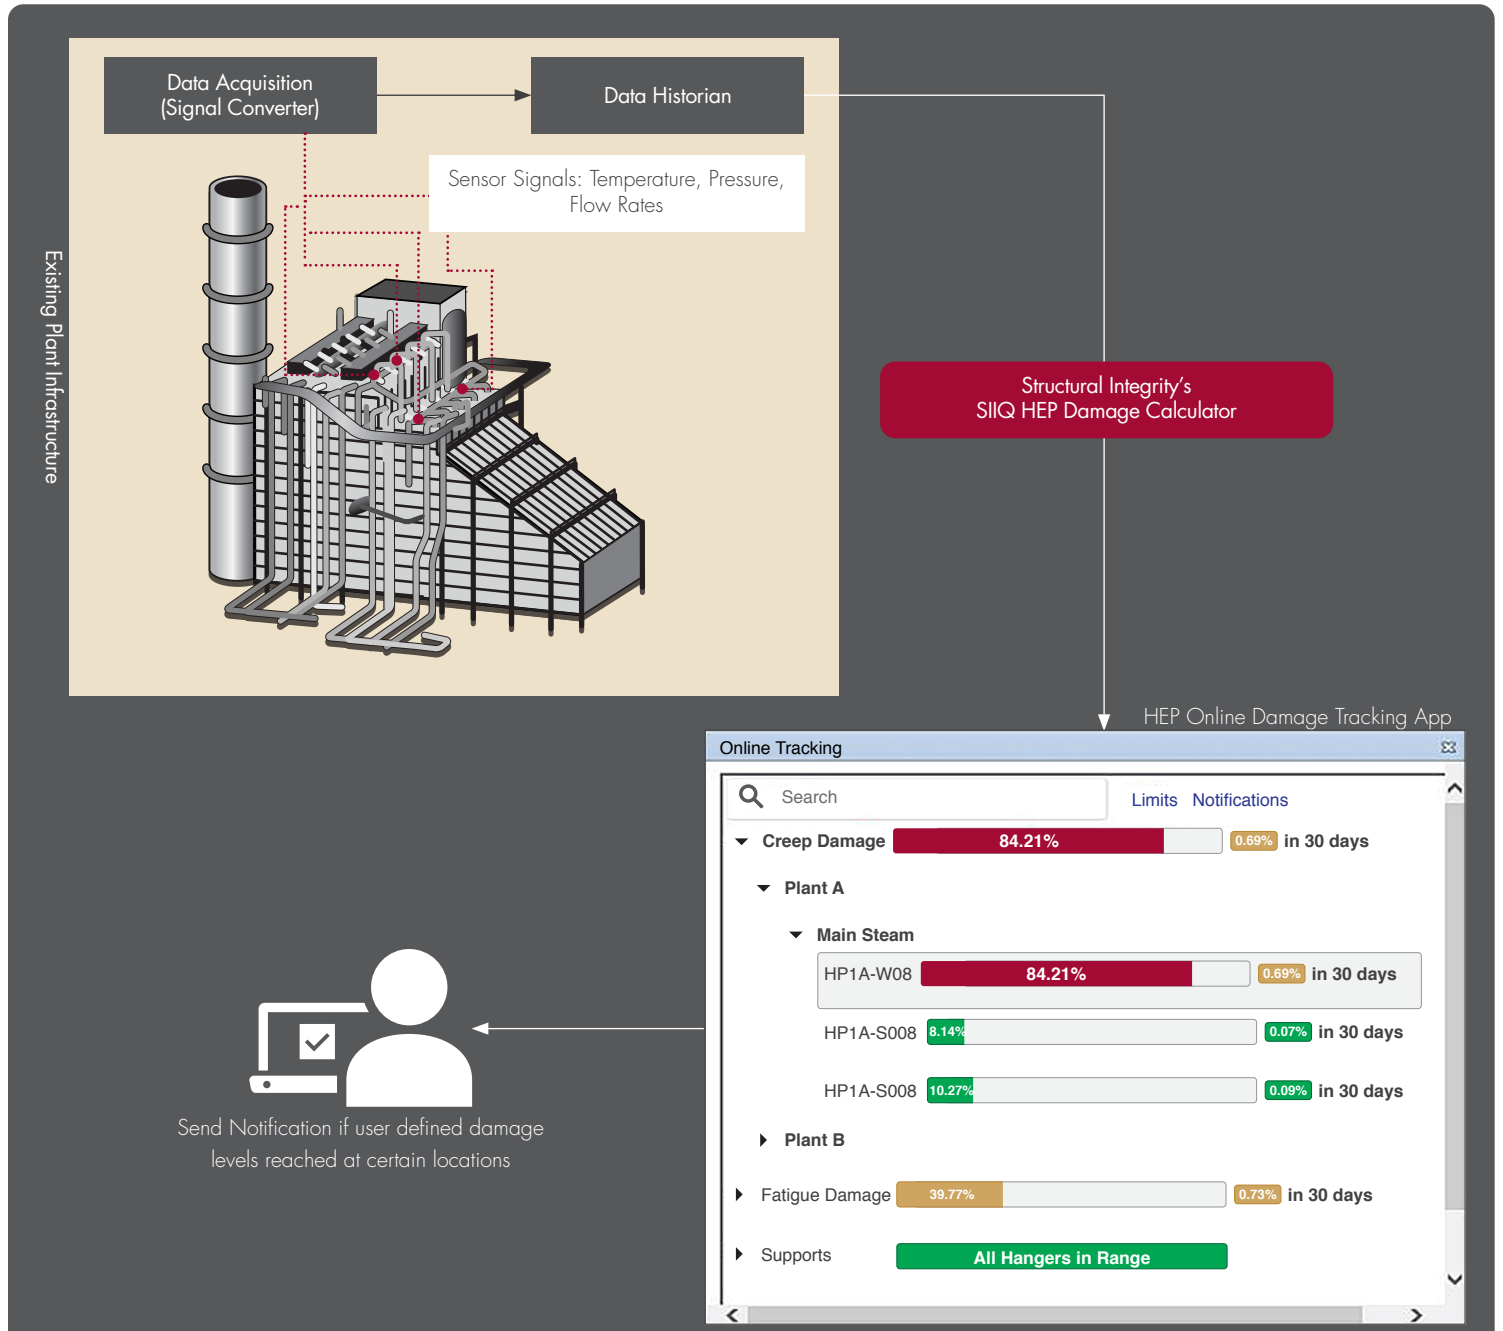 Data Acquisition
(Signal Converter)
Data Historian
Sensor Signals: Temperature, Pressure,
Flow Rates
Existing Plant Infrastructure
Structural Integrity's
SIIQ HEP Damage Calculator
HEP Online Damage Tracking App
Online Tracking
Search
Limits Notifications
Creep Damage 84.21% 0.69% in 30 days
Plant A
Main Steam
HP1A-W08 84.21% 0.69% in 30 days
HP1A-S008 8.14% 0.07% in 30 days
HP1A-S008 10.27% 0.09% in 30 days
Plant B
Fatigue Damage 39.77% 0.73% in 30 days
Supports All Hangers in Range
Send Notification if user defined damage
levels reached at certain locations